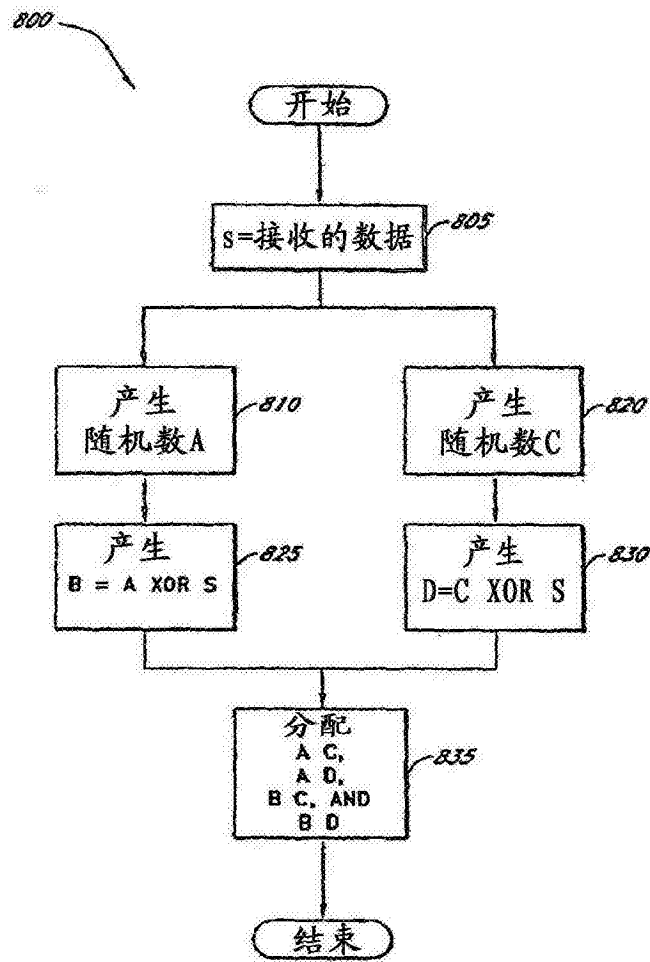 800
开始
s=接收的数据
805
产生
随机数A
810
产生
随机数C
820
产生
B = A XOR S
825
产生
D=C XOR S
830
分配
A C,
A D,
B C, AND
B D
835
结束